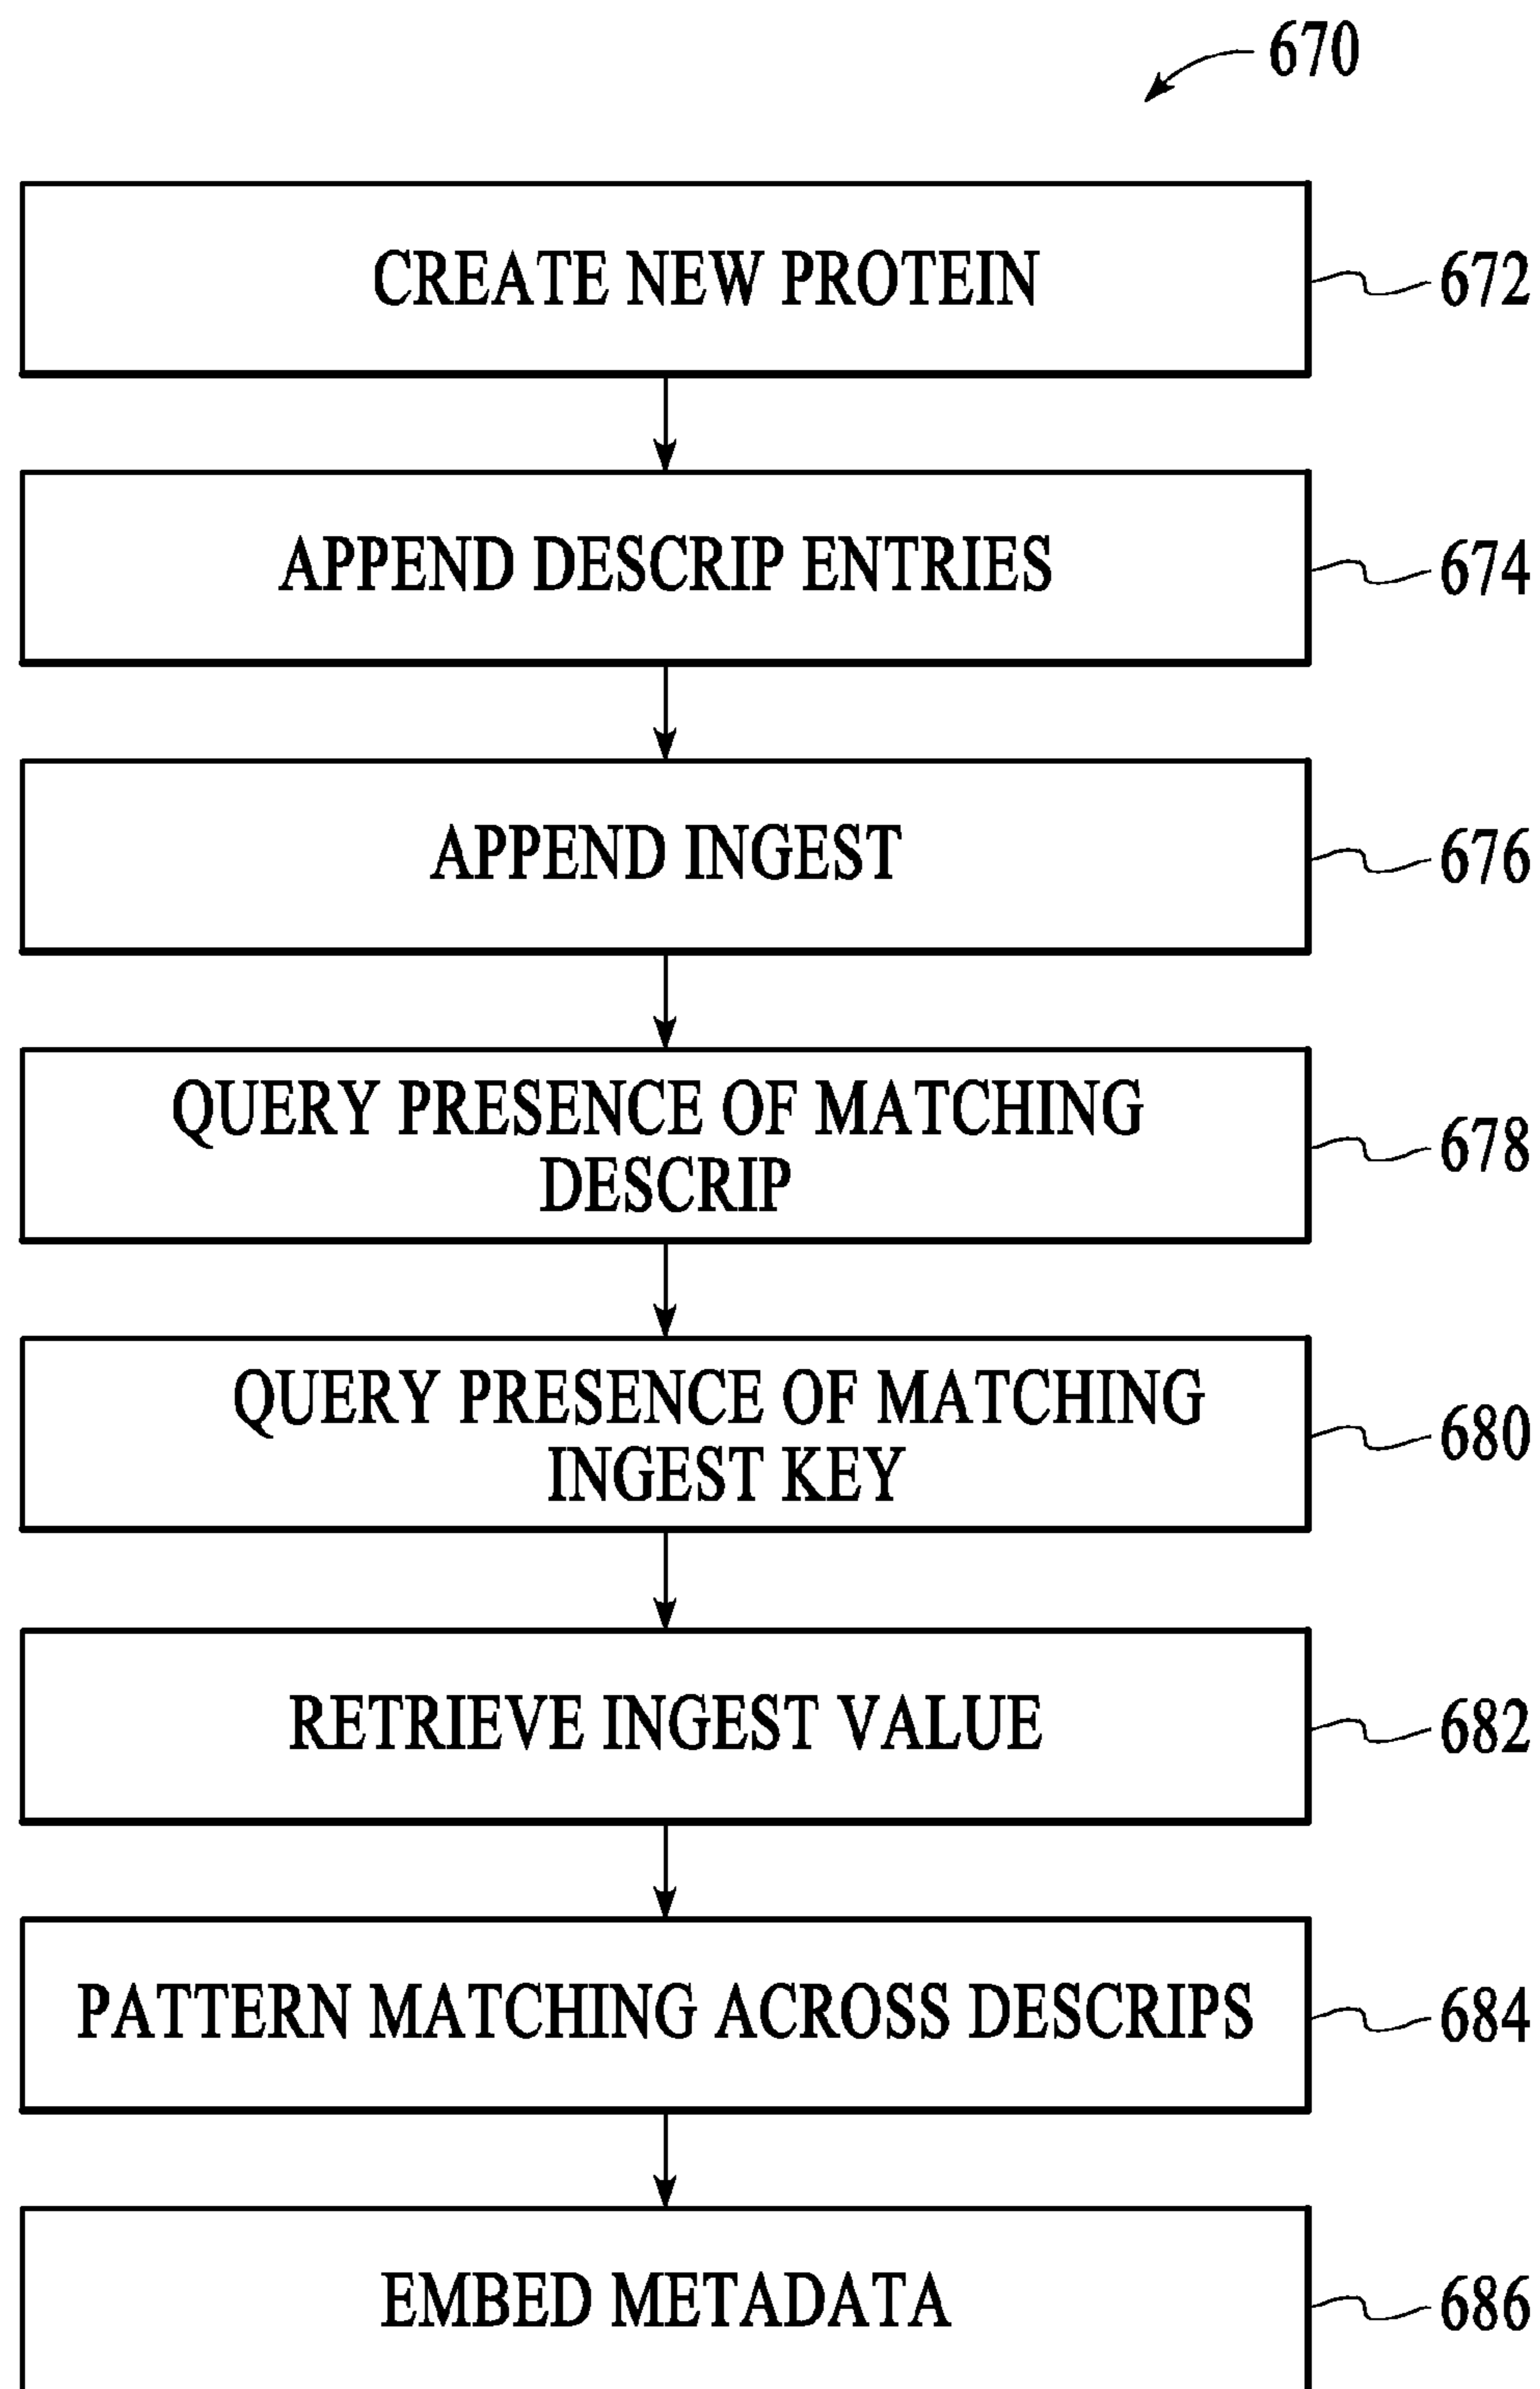 670
CREATE NEW PROTEIN
672
APPEND DESCRIP ENTRIES
674
APPEND INGEST
676
QUERY PRESENCE OF MATCHING
DESCRIP
678
QUERY PRESENCE OF MATCHING
INGEST KEY
680
RETRIEVE INGEST VALUE
682
PATTERN MATCHING ACROSS DESCRIPS
684
EMBED METADATA
686